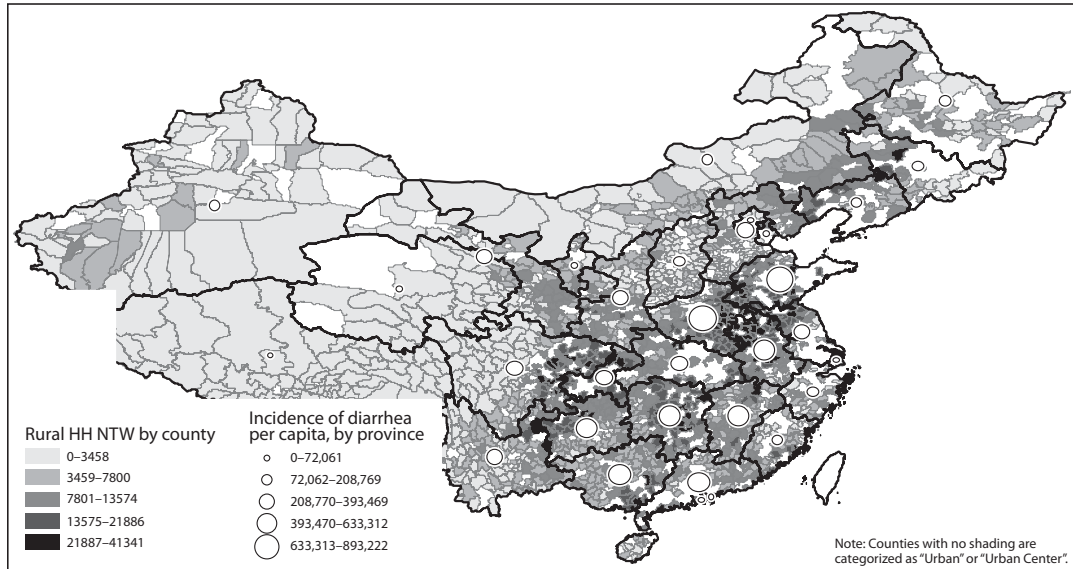 Rural HH NTW by county
0–3458
3459–7800
7801–13574
13575–21886
21887–41341
Incidence of diarrhea
per capita, by province
0–72,061
72,062–208,769
208,770–393,469
393,470–633,312
633,313–893,222
Note: Counties with no shading are
categorized as “Urban” or “Urban Center”.